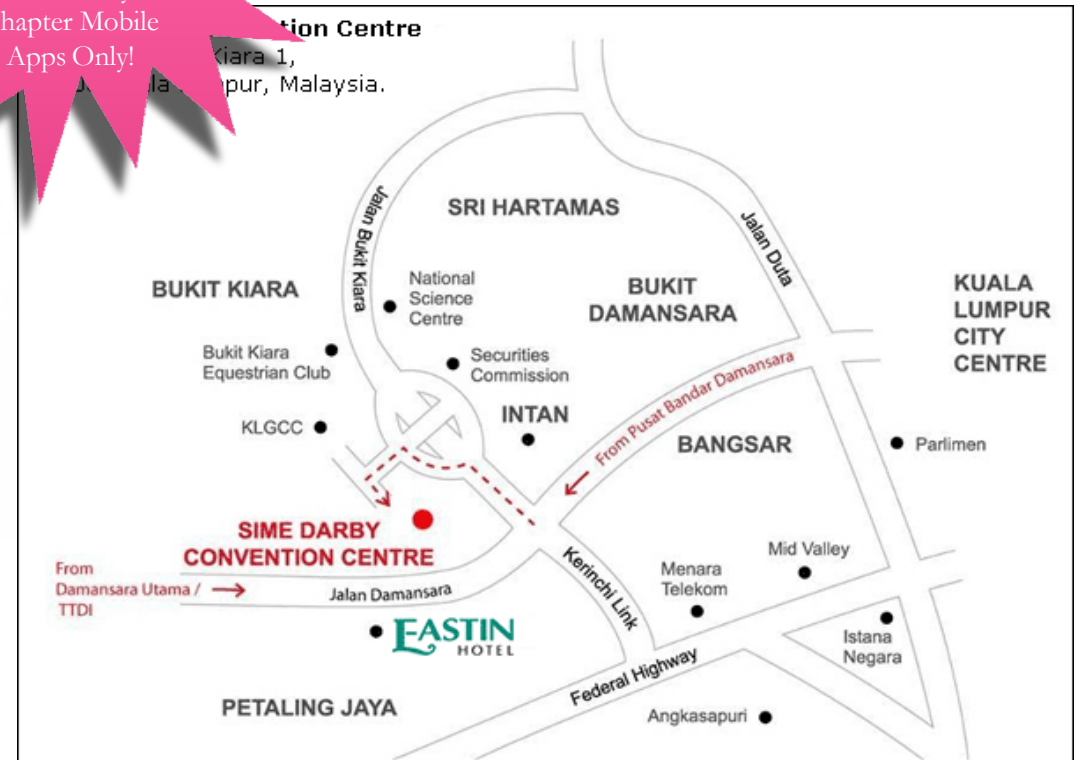 hapter Mobile
Apps Only!
tion Centre
Kiara 1,
pur, Malaysia.
Jalan Bukit Kiara
SRI HARTAMAS
Jalan Duta
BUKIT KIARA
National
Science
Centre
BUKIT
DAMANSARA
KUALA
LUMPUR
CITY
CENTRE
Bukit Kiara
Equestrian Club
Securities
Commission
From Pusat Bandar Damansara
INTAN
KLGCC
BANGSAR
Parlimen
SIME DARBY
CONVENTION CENTRE
From
Damansara Utama /
TTDI
Jalan Damansara
Kerinchi Link
Mid Valley
Menara
Telekom
EASTIN
HOTEL
Istana
Negara
Federal Highway
PETALING JAYA
Angkasapuri